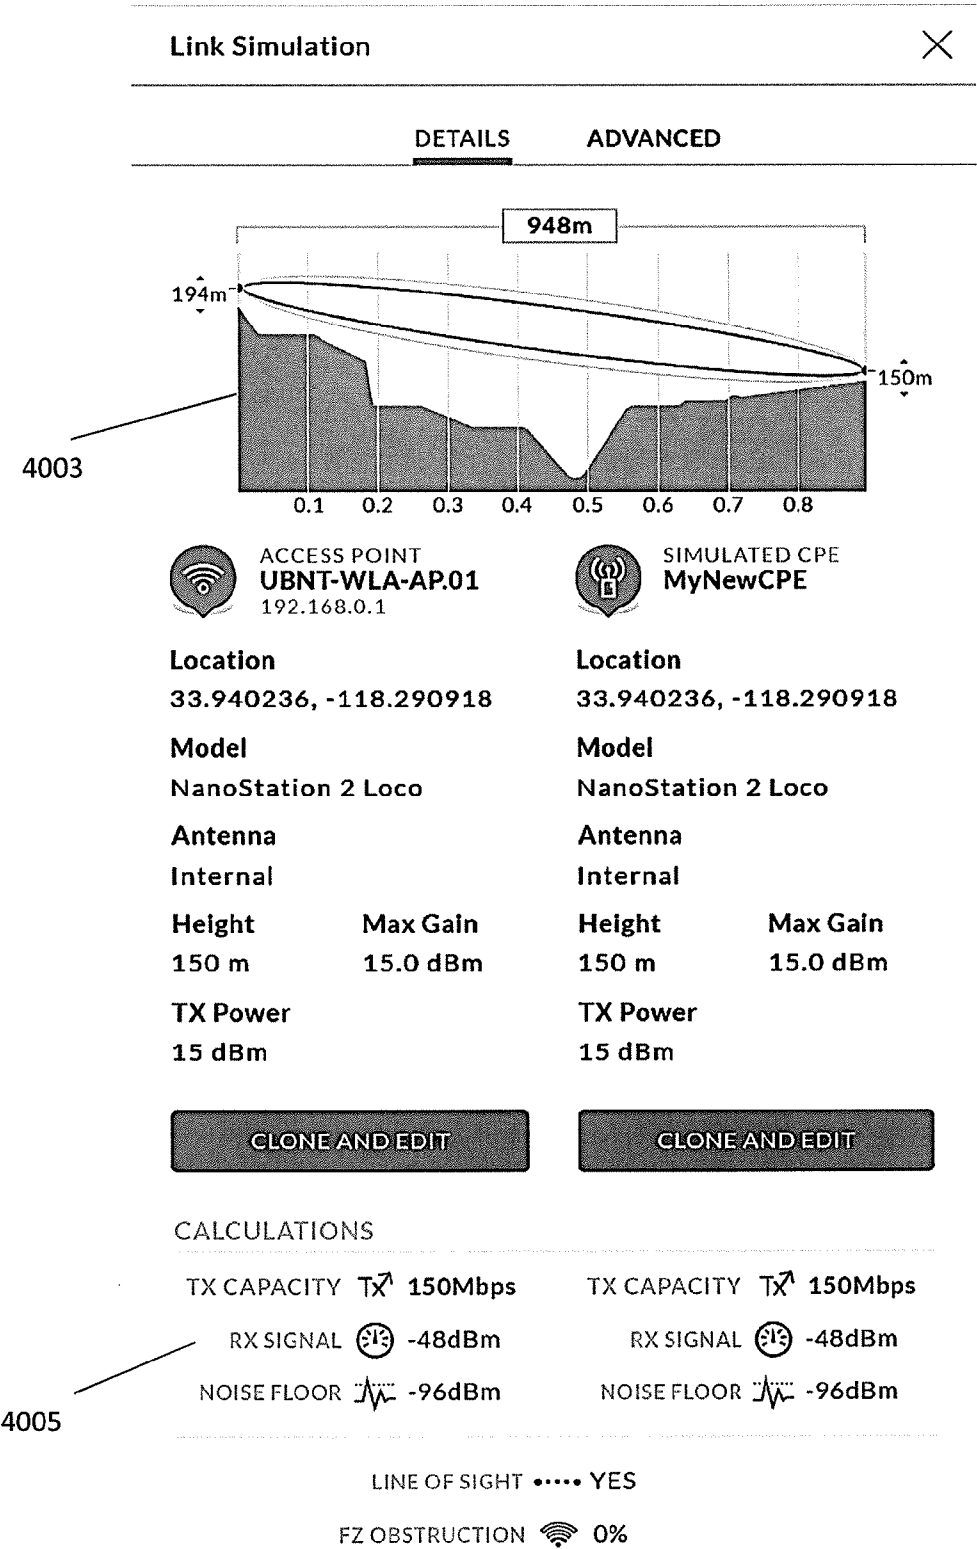 Link Simulation
DETAILS ADVANCED
948m
194m
150m
4003
0.1 0.2 0.3 0.4 0.5 0.6 0.7 0.8
ACCESS POINT
UBNT-WLA-AP.01
192.168.0.1
SIMULATED CPE
MyNewCPE
Location
33.940236, -118.290918
Model
NanoStation 2 Loco
Antenna
Internal
Height Max Gain
150 m 15.0 dBm
TX Power
15 dBm
CLONE AND EDIT
Location
33.940236, -118.290918
Model
NanoStation 2 Loco
Antenna
Internal
Height Max Gain
150 m 15.0 dBm
TX Power
15 dBm
CLONE AND EDIT
CALCULATIONS
TX CAPACITY Tx 150Mbps
RX SIGNAL -48dBm
NOISE FLOOR -96dBm
TX CAPACITY Tx 150Mbps
RX SIGNAL -48dBm
NOISE FLOOR -96dBm
4005
LINE OF SIGHT YES
FZ OBSTRUCTION 0%